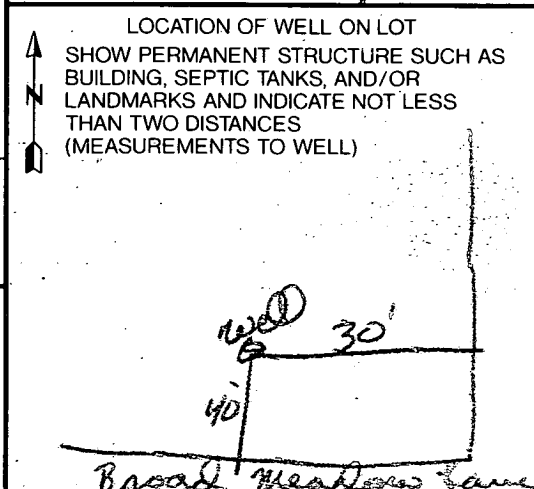 LOCATION OF WELL ON LOT
SHOW PERMANENT STRUCTURE SUCH AS
BUILDING, SEPTIC TANKS, AND/OR
N LANDMARKS AND INDICATE NOT LESS
THAN TWO DISTANCES
(MEASUREMENTS TO WELL)
Well
30'
40'
Broad Meadow Lane